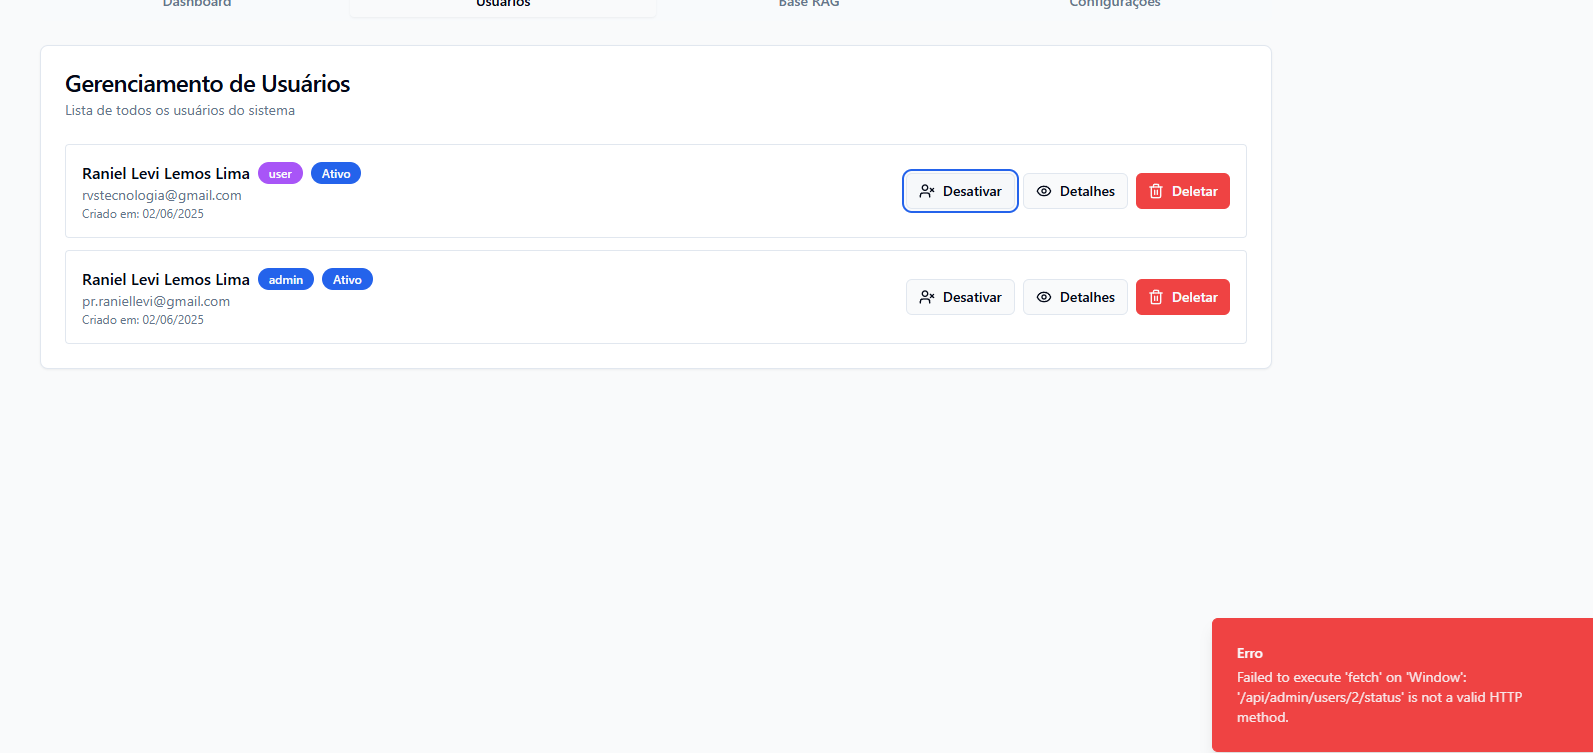 Dashboard Usuários Base RAG Configurações
Gerenciamento de Usuários
Lista de todos os usuários do sistema
Raniel Levi Lemos Lima user Ativo
rvstecnologia@gmail.com
Criado em: 02/06/2025
Desativar Detalhes Deletar
Raniel Levi Lemos Lima admin Ativo
pr.raniellevi@gmail.com
Criado em: 02/06/2025
Desativar Detalhes Deletar
Erro
Failed to execute 'fetch' on 'Window':
'/api/admin/users/2/status' is not a valid HTTP
method.